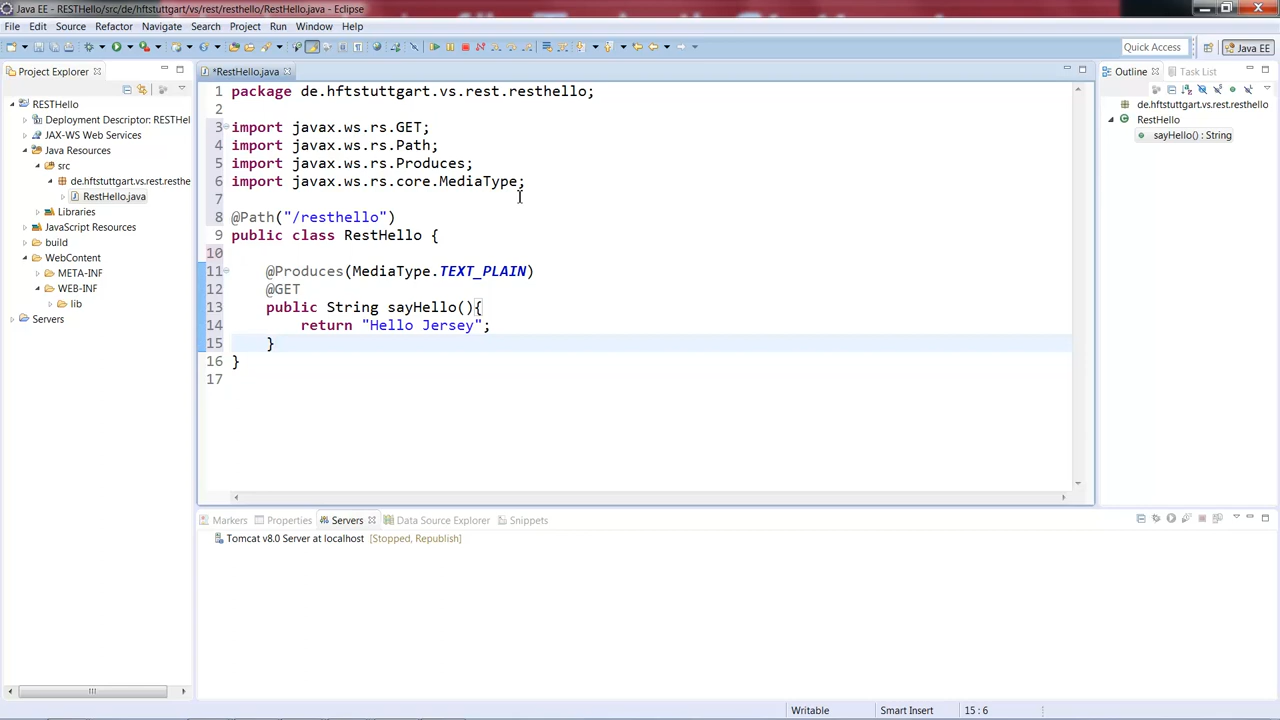 Java EE - RESTHello/src/de/hftstuttgart/vs/rest/resthello/RestHello.java - Eclipse
File Edit Source Refactor Navigate Search Project Run Window Help
Quick Access
Java EE
Project Explorer
*RestHello.java
Outline
Task List
RESTHello
Deployment Descriptor: RESTHel
JAX-WS Web Services
Java Resources
src
de.hftstuttgart.vs.rest.resthe
RestHello.java
Libraries
JavaScript Resources
build
WebContent
META-INF
WEB-INF
lib
Servers
1 package de.hftstuttgart.vs.rest.resthello;
2
3 import javax.ws.rs.GET;
4 import javax.ws.rs.Path;
5 import javax.ws.rs.Produces;
6 import javax.ws.rs.core.MediaType;
7
8 @Path("/resthello")
9 public class RestHello {
10
11 @Produces(MediaType.TEXT_PLAIN)
12 @GET
13 public String sayHello(){
14 return "Hello Jersey";
15 }
16 }
17
de.hftstuttgart.vs.rest.resthello
RestHello
sayHello() : String
Markers Properties Servers Data Source Explorer Snippets
Tomcat v8.0 Server at localhost [Stopped, Republish]
Writable Smart Insert 15 : 6